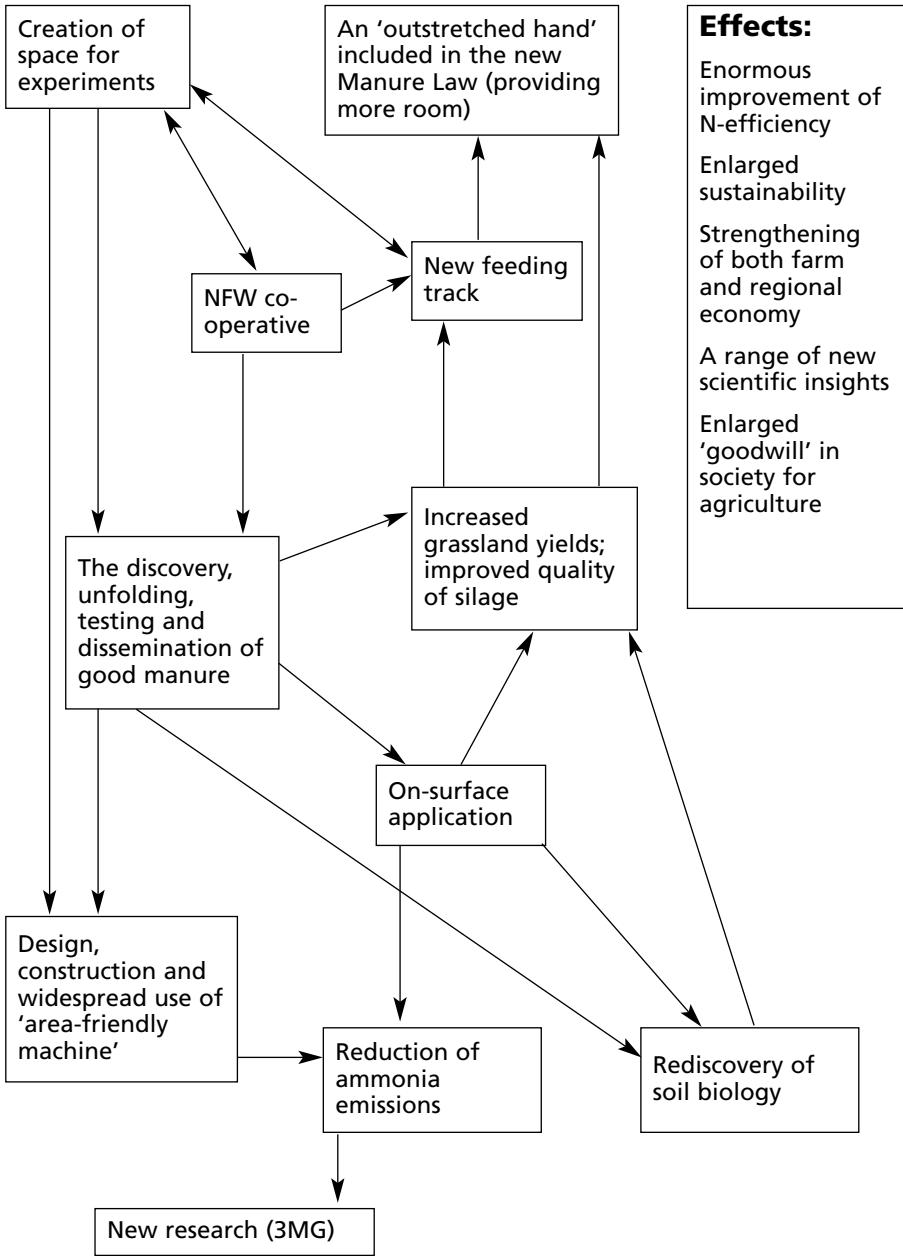 Creation of
space for
experiments
An ‘outstretched hand’
included in the new
Manure Law (providing
more room)
Effects:
Enormous
improvement of
N-efficiency
Enlarged
sustainability
Strengthening
of both farm
and regional
economy
A range of new
scientific insights
Enlarged
‘goodwill’ in
society for
agriculture
NFW co-
operative
New feeding
track
The discovery,
unfolding,
testing and
dissemination of
good manure
Increased
grassland yields;
improved quality
of silage
On-surface
application
Design,
construction and
widespread use of
‘area-friendly
machine’
Reduction of
ammonia
emissions
Rediscovery of
soil biology
New research (3MG)